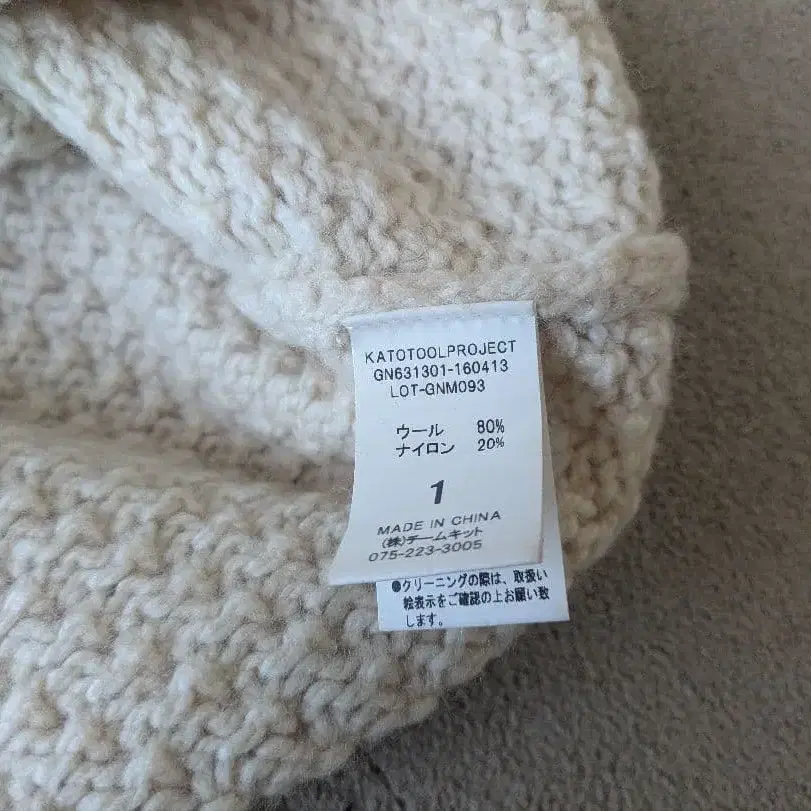 KATOTOOLPROJECT
GN631301-160413
LOT-GNM093
ウール 80%
ナイロン 20%
1
MADE IN CHINA
(株)チームキット
075-223-3005
●クリーニングの際は、取扱い
絵表示をご確認の上お願い致
します。